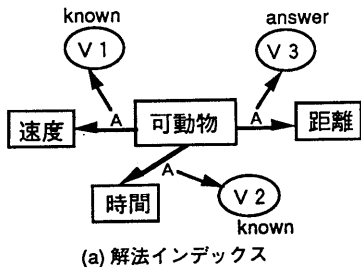 known
answer
V 1
V 3
A
A
速度
可動物
距離
A
時間
V 2
known
(a) 解法インデックス